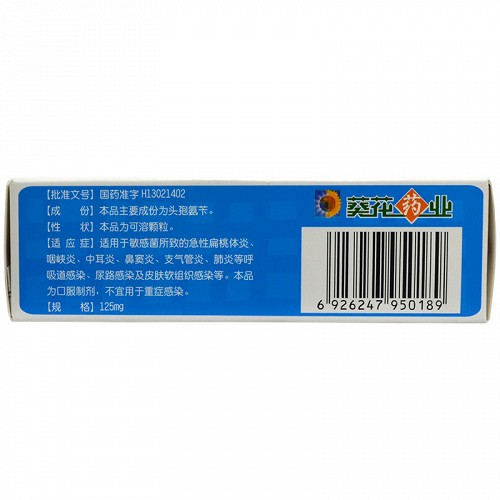 【批准文号】国药准字 H13021402
【成　份】本品主要成份为头孢氨苄。
【性　状】本品为可溶颗粒。
【适 应 症】适用于敏感菌所致的急性扁桃体炎、
咽峡炎、中耳炎、鼻窦炎、支气管炎、肺炎等呼
吸道感染、尿路感染及皮肤软组织感染等。本品
为口服制剂，不宜用于重症感染。
【规　格】125mg
葵花药业
6 926247 950189